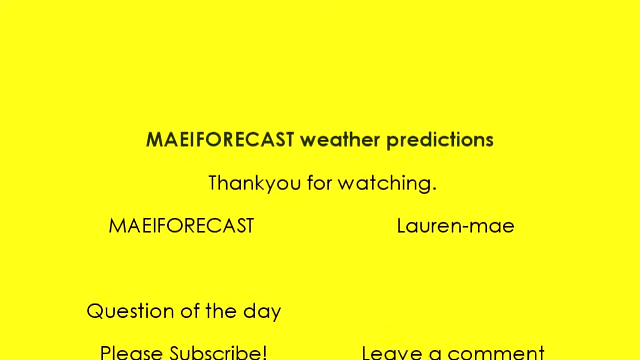 MAEIFORECAST weather predictions
Thankyou for watching.
MAEIFORECAST Lauren-mae
Question of the day
Please Subscribe! Leave a comment